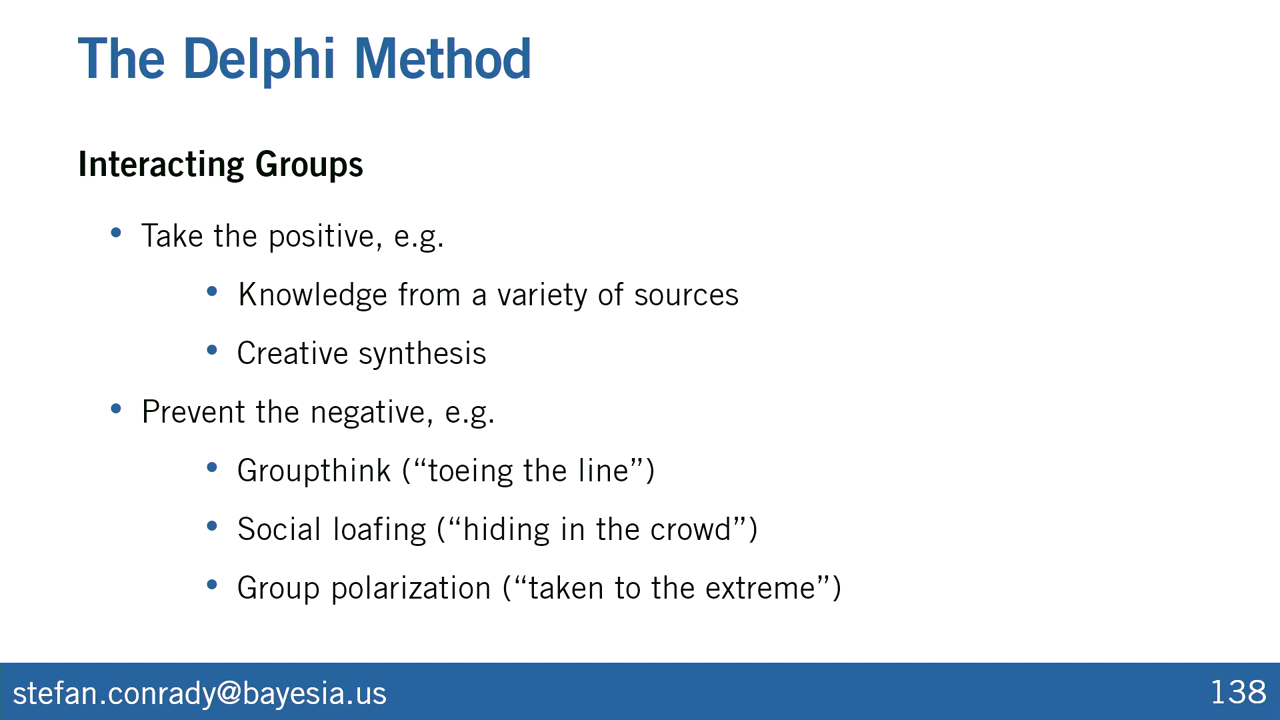 The Delphi Method
Interacting Groups
• Take the positive, e.g.
• Knowledge from a variety of sources
• Creative synthesis
• Prevent the negative, e.g.
• Groupthink (“toeing the line”)
• Social loafing (“hiding in the crowd”)
• Group polarization (“taken to the extreme”)
stefan.conrady@bayesia.us
138